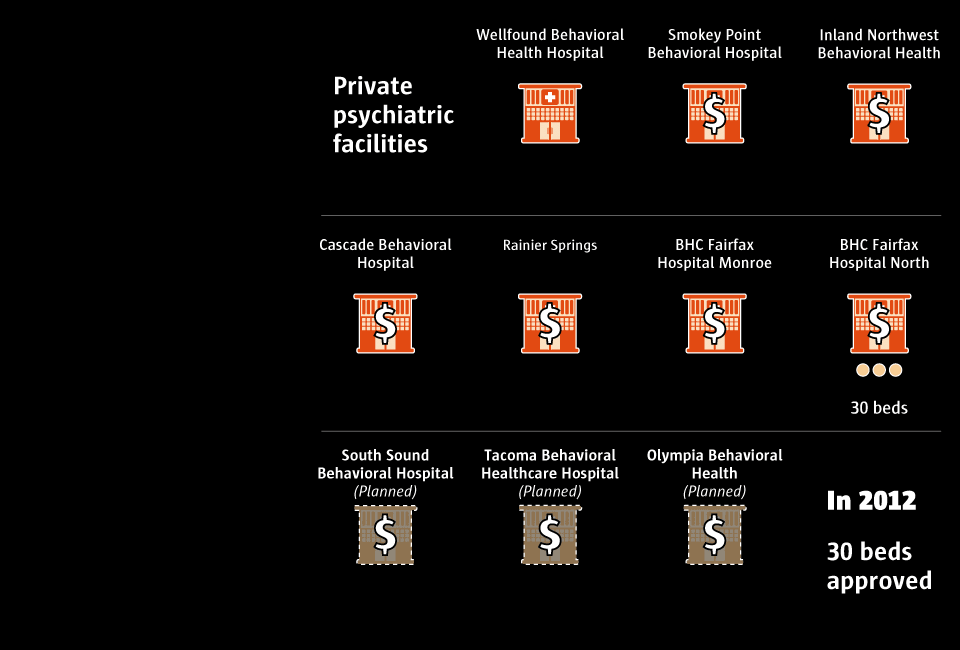 Private
psychiatric
facilities
Wellfound Behavioral
Health Hospital
Smokey Point
Behavioral Hospital
Inland Northwest
Behavioral Health
$
$
Cascade Behavioral
Hospital
Rainier Springs
BHC Fairfax
Hospital Monroe
BHC Fairfax
Hospital North
$
$
$
$
30 beds
South Sound
Behavioral Hospital
(Planned)
Tacoma Behavioral
Healthcare Hospital
(Planned)
Olympia Behavioral
Health
(Planned)
$
$
$
In 2012
30 beds
approved